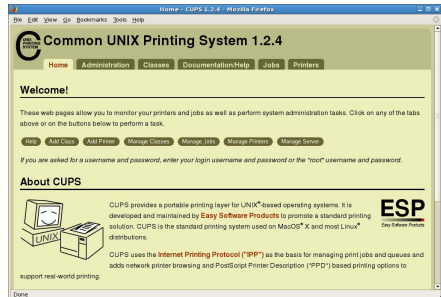 Home - CUPS 1.2.4 - Mozilla Firefox
File Edit View Go Bookmarks Tools Help
UNIX PRINTING SYSTEM
Common UNIX Printing System 1.2.4
Home Administration Classes Documentation/Help Jobs Printers
Welcome!
These web pages allow you to monitor your printers and jobs as well as perform system administration tasks. Click on any of the tabs
above or on the buttons below to perform a task.
Help Add Class Add Printer Manage Classes Manage Jobs Manage Printers Manage Server
If you are asked for a username and password, enter your login username and password or the "root" username and password.
About CUPS
UNIX
CUPS provides a portable printing layer for UNIX®-based operating systems. It is
developed and maintained by Easy Software Products to promote a standard printing
solution. CUPS is the standard printing system used on MacOS® X and most Linux®
distributions.
ESP
Easy Software Products
CUPS uses the Internet Printing Protocol ("IPP") as the basis for managing print jobs and queues and
adds network printer browsing and PostScript Printer Description ("PPD") based printing options to
support real-world printing.
Done